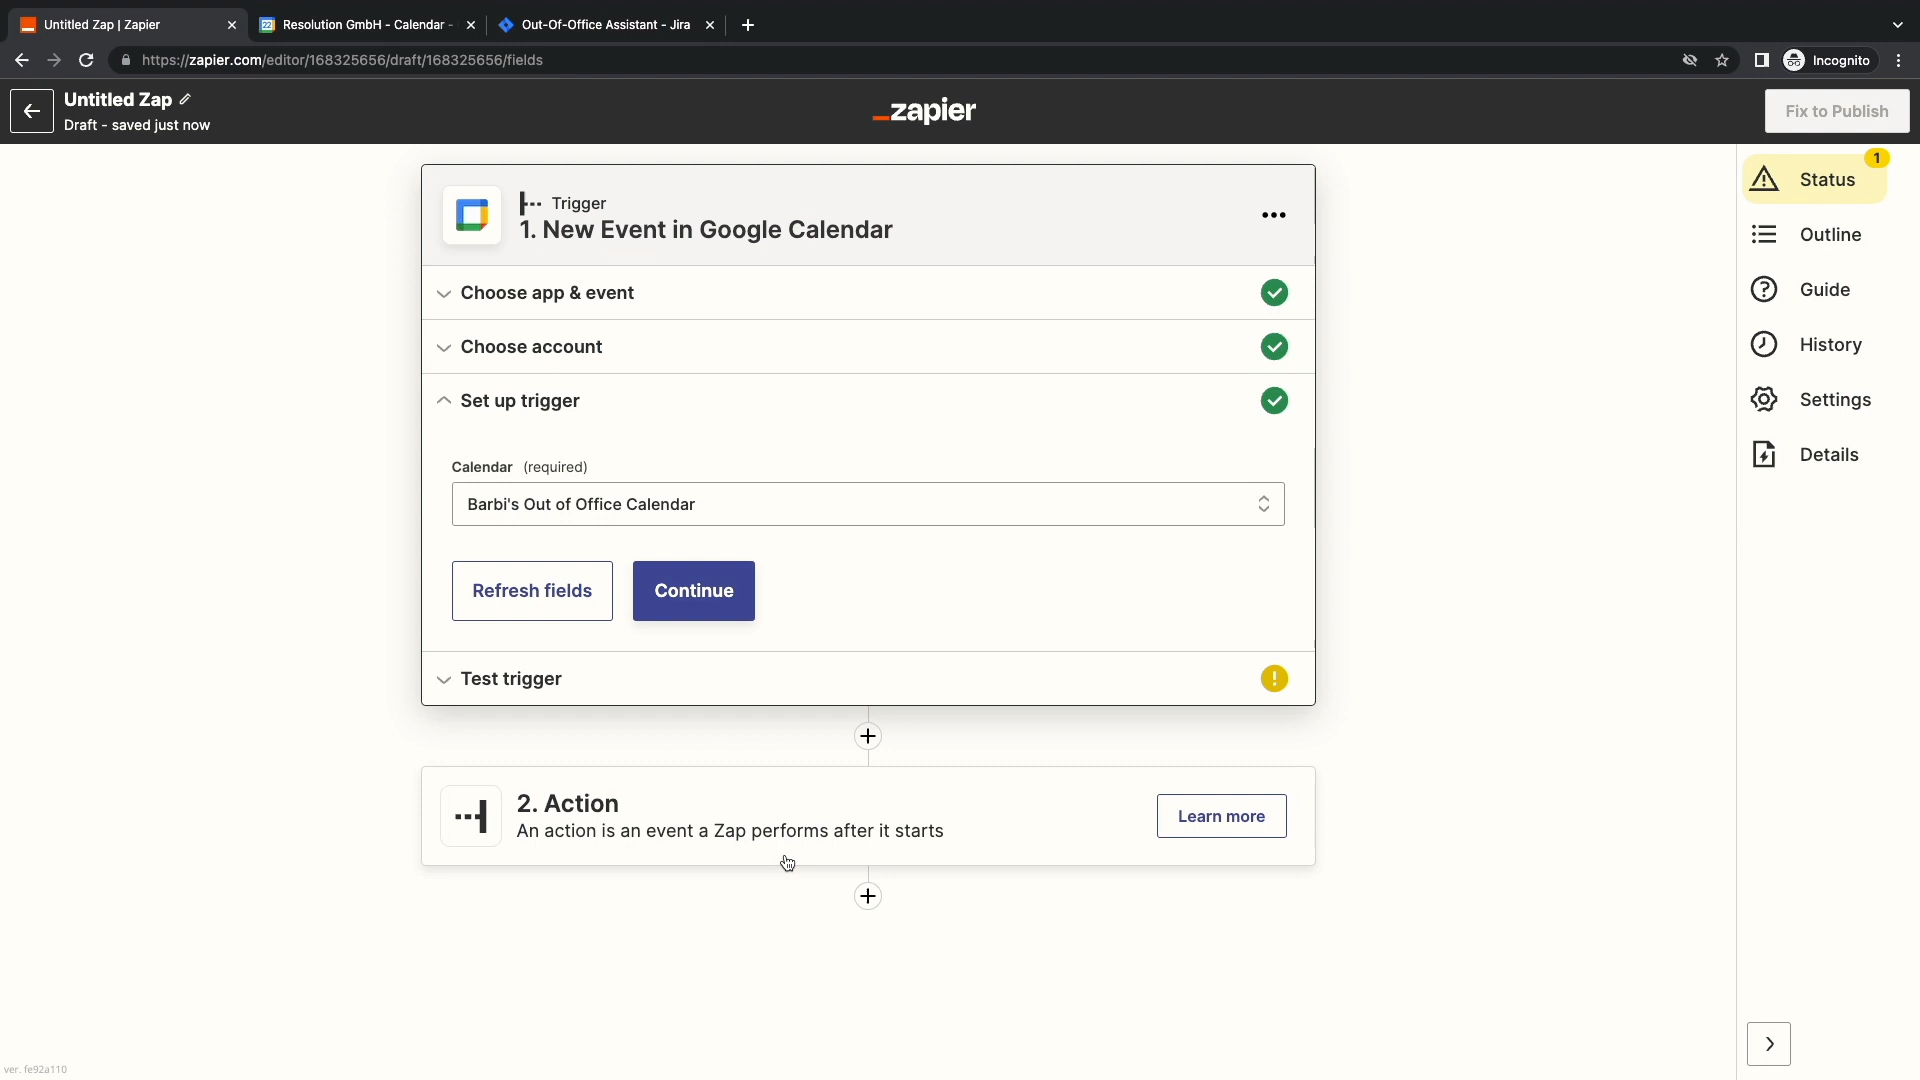 Untitled Zap | Zapier
22
Resolution GmbH - Calendar -
Out-Of-Office Assistant - Jira
https://zapier.com/editor/168325656/draft/168325656/fields
Incognito
Untitled Zap
Draft - saved just now
_zapier
Fix to Publish
Trigger
1. New Event in Google Calendar
Choose app & event
Choose account
Set up trigger
Calendar (required)
Barbi's Out of Office Calendar
Refresh fields
Continue
Test trigger
2. Action
An action is an event a Zap performs after it starts
Learn more
1
Status
Outline
Guide
History
Settings
Details
ver. fe92a110